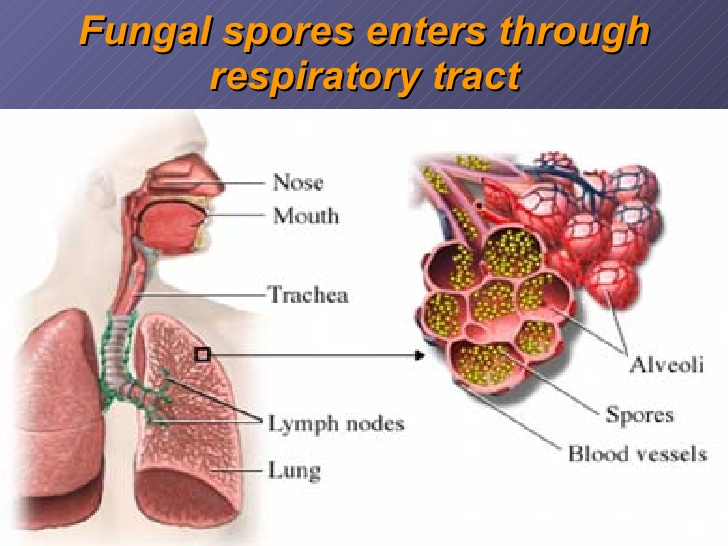 Fungal spores enters through
respiratory tract
Nose
Mouth
Trachea
Lymph nodes
Lung
Alveoli
Spores
Blood vessels